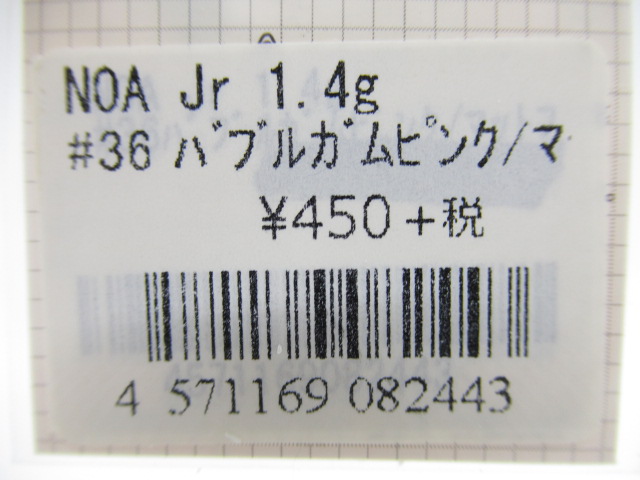 NOA Jr 1.4g
#36 ﾊﾞﾌﾞﾙｶﾞﾑﾋﾟﾝｸ/ﾏ
¥450+税
4 571169 082443